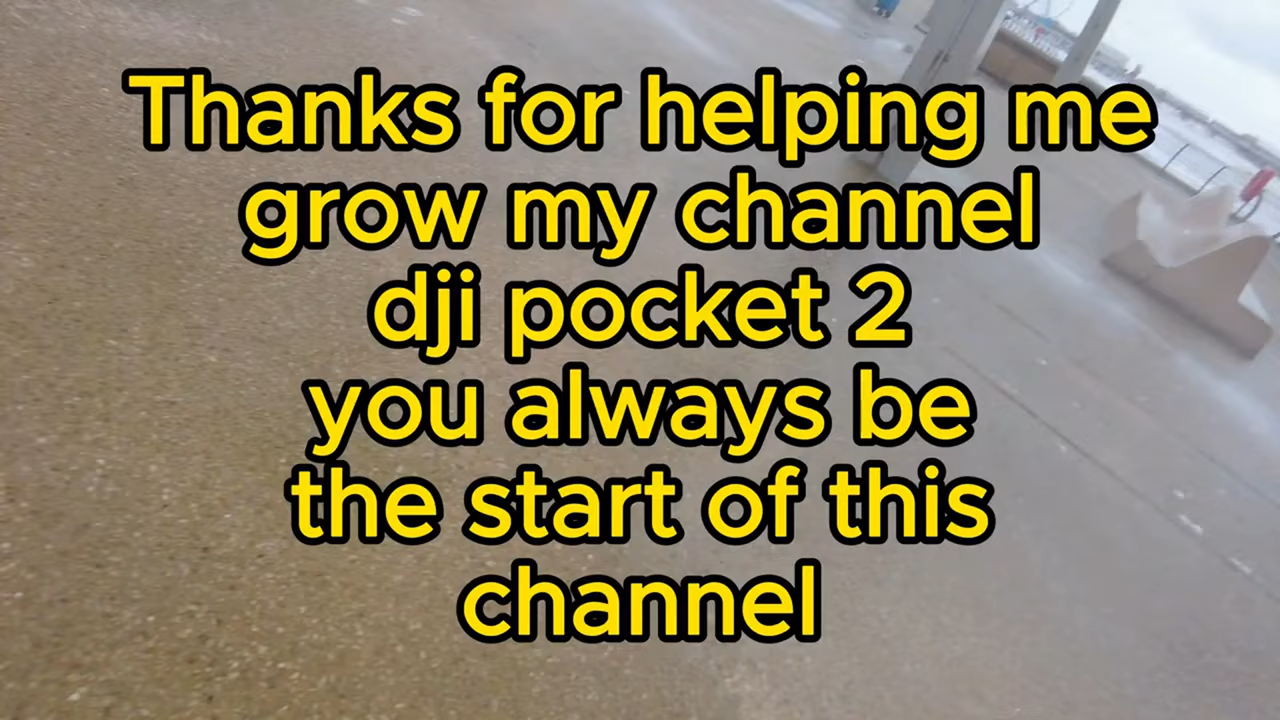 Thanks for helping me
grow my channel
dji pocket 2
you always be
the start of this
channel